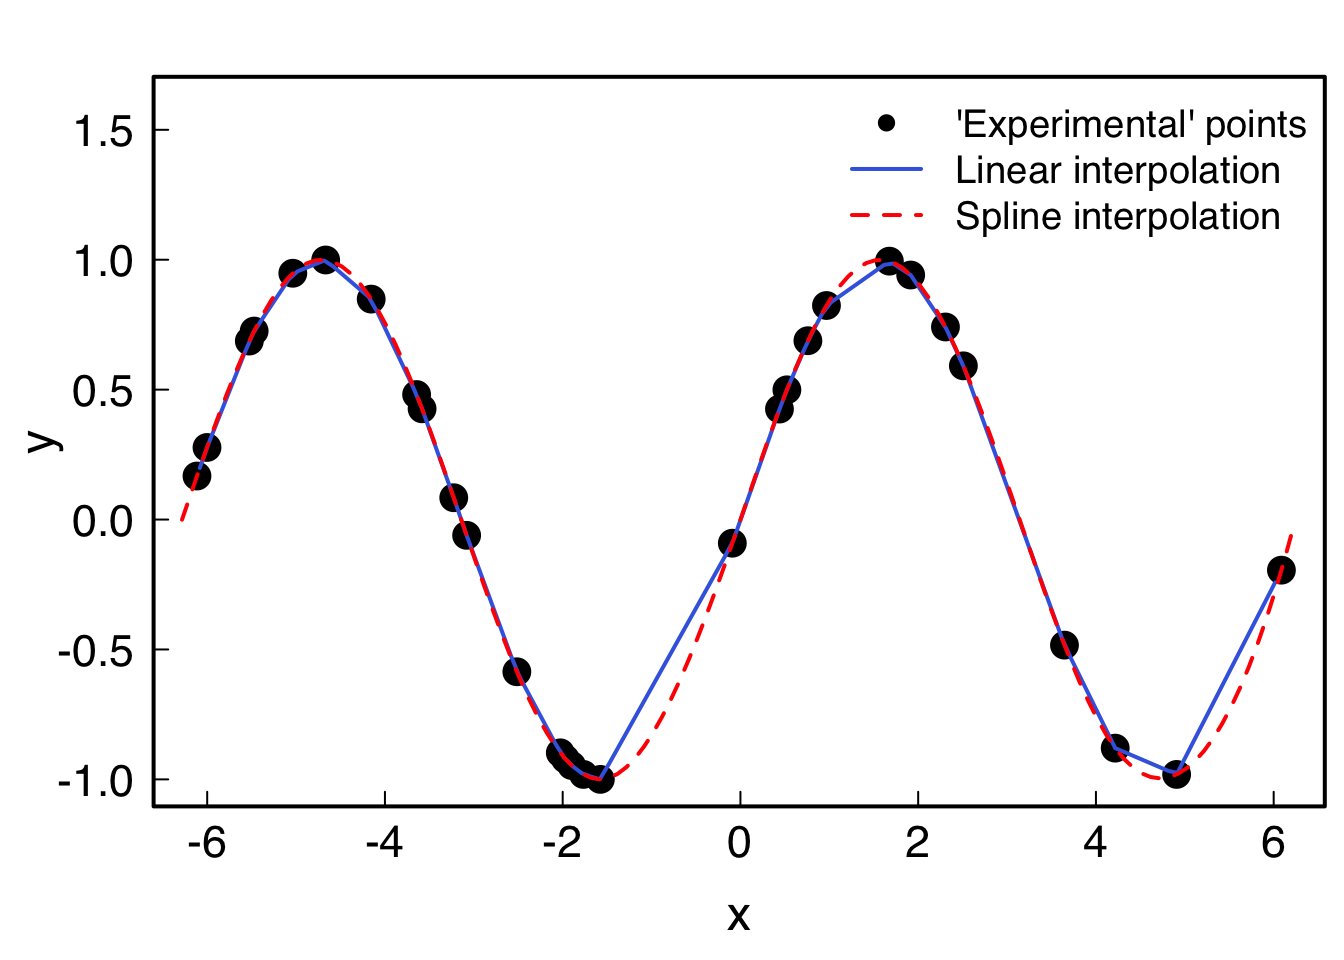 'Experimental' points
Linear interpolation
Spline interpolation
1.5
1.0
0.5
0.0
-0.5
-1.0
y
-6 -4 -2 0 2 4 6
x